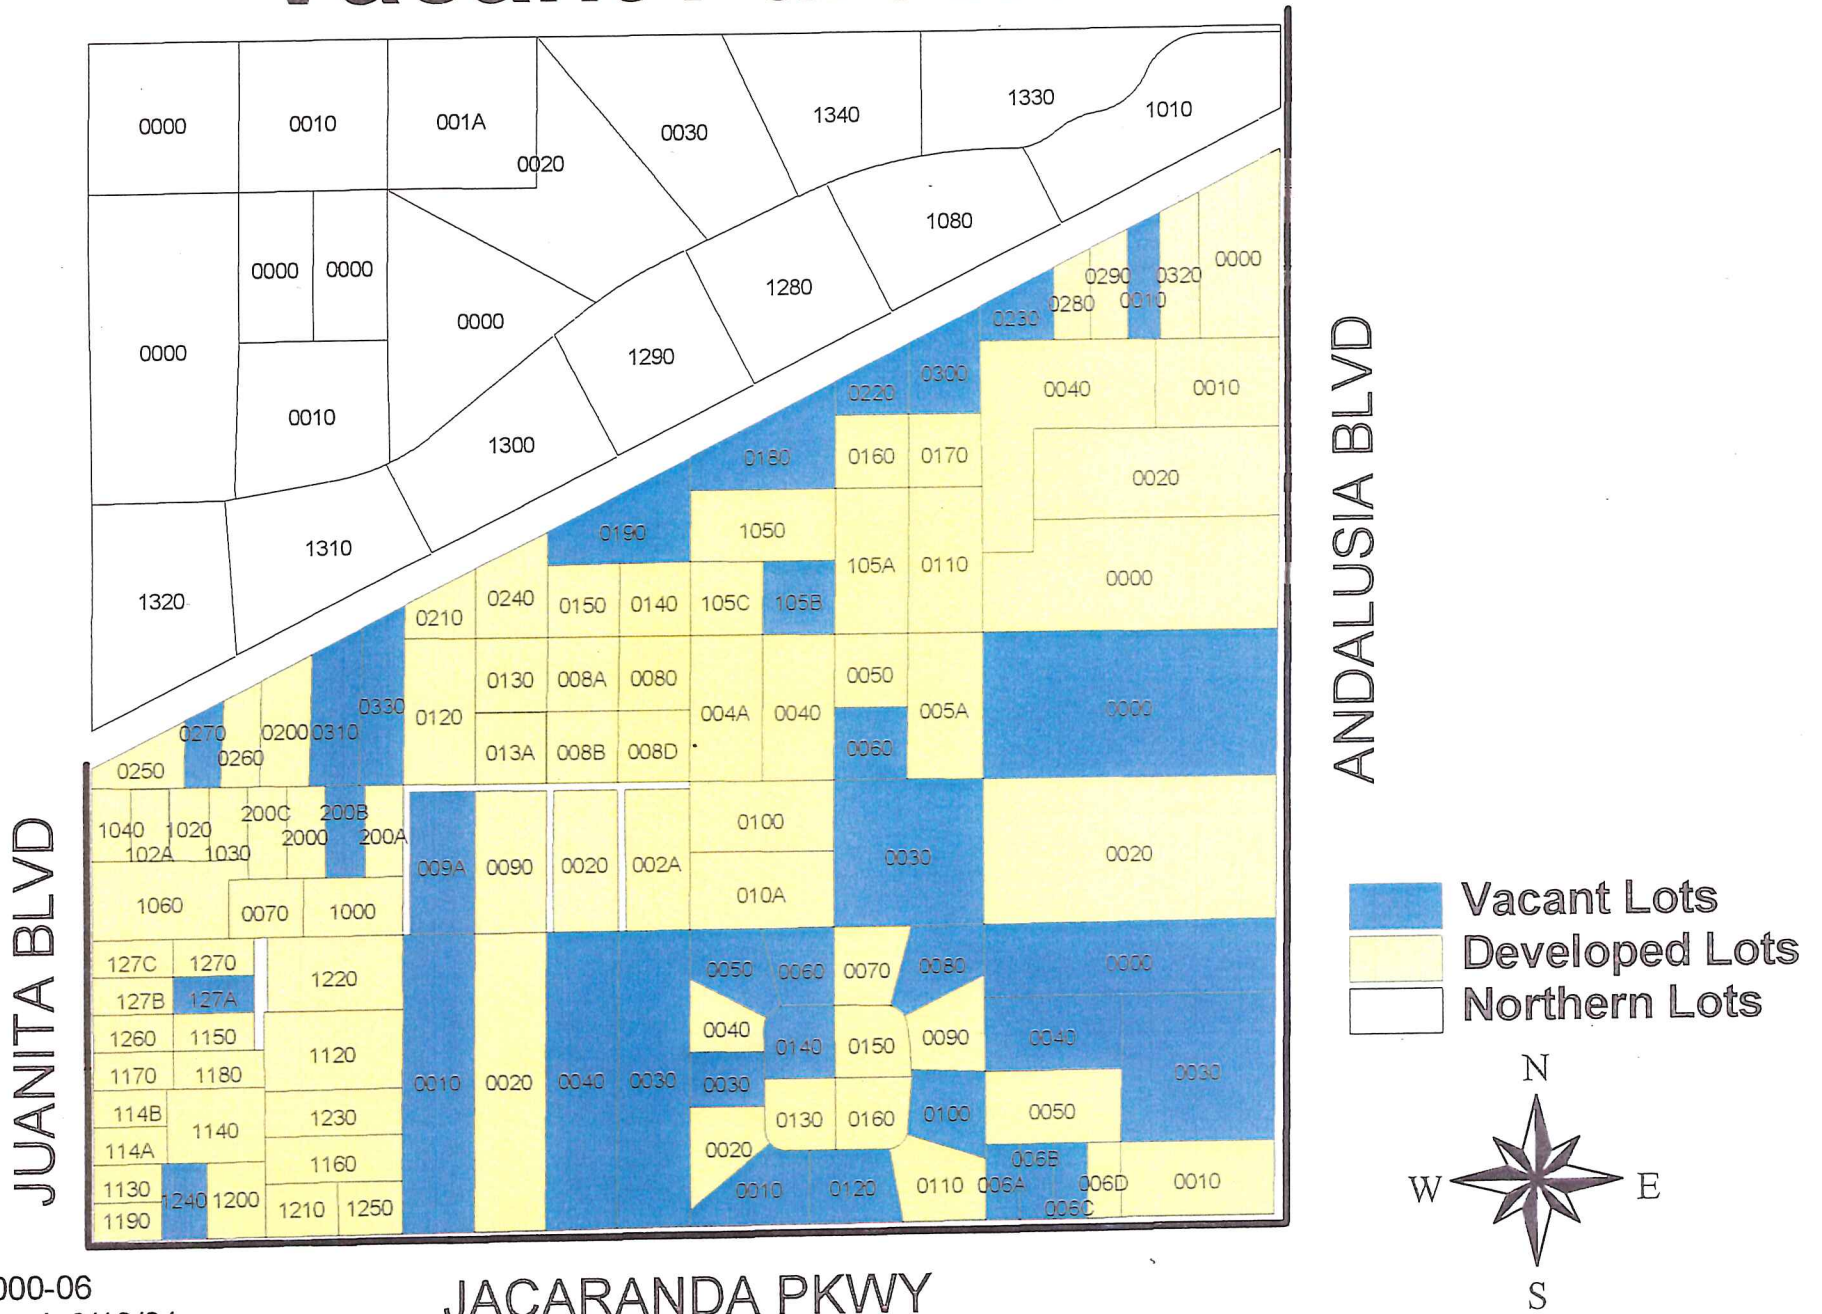 0000 0010 001A 0030 1340 1330 1010
0020
0000 0000 0000 0000 1290 1280 1080
0000 0010 1300
1320 1310
0000
0290 0320
0280 0010
0230
0300
0220 0040 0010
0180 0160 0170 0020
0190 1050
105A 0110 0000
0210 0240 0150 0140 105C 105B
0130 008A 0080 0050
0330 0120 004A 0040 005A 0000
0270 0200 0310 013A 008B 008D 0060
0250 0260
1040 1020 200C 200B 0100
102A 1030 2000 200A 009A 0090 0020 002A 0030 0020
1060 0070 1000 010A
127C 1270 1220 0050 0060 0070 0080 0000
127B 127A
1260 1150 1120 0040 0140 0150 0090 0040
1170 1180 0010 0020 0040 0030 0030 0030
114B 1140 1230 0130 0160 0100 0050
114A 1160 0020
1130 1240 1200 0010 0120 0110 006A 006B 006D 0010
1190 1210 1250 006C
JUANITA BLVD
ANDALUSIA BLVD
JACARANDA PKWY
Vacant Lots
Developed Lots
Northern Lots
N
W E
S
000-06